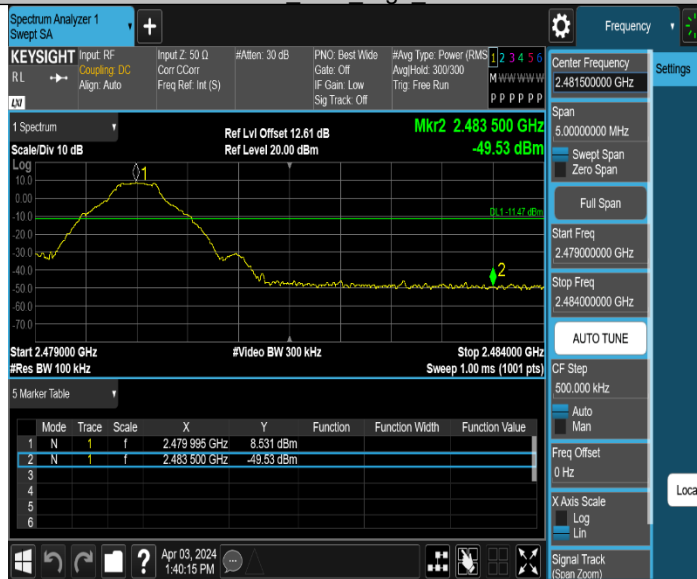 Spectrum Analyzer 1
Swept SA
Frequency
KEYSIGHT
RL
LXI
Input: RF
Coupling: DC
Align: Auto
Input Z: 50 Ω
Corr CCorr
Freq Ref: Int (S)
#Atten: 30 dB
PNO: Best Wide
Gate: Off
IF Gain: Low
Sig Track: Off
#Avg Type: Power (RMS
Avg|Hold: 300/300
Trig: Free Run
1 2 3 4 5 6
M W W W W W
P P P P P P
1 Spectrum
Scale/Div 10 dB
Ref Lvl Offset 12.61 dB
Ref Level 20.00 dBm
Mkr2 2.483 500 GHz
-49.53 dBm
Log
10.0
0.00
-10.0
-20.0
-30.0
-40.0
-50.0
-60.0
-70.0
1
DL1 -11.47 dBm
2
Start 2.479000 GHz
#Res BW 100 kHz
#Video BW 300 kHz
Stop 2.484000 GHz
Sweep 1.00 ms (1001 pts)
5 Marker Table
Mode Trace Scale X Y Function Function Width Function Value
1 N 1 f 2.479 995 GHz 8.531 dBm
2 N 1 f 2.483 500 GHz -49.53 dBm
3
4
5
6
Apr 03, 2024
1:40:15 PM
Center Frequency
2.481500000 GHz
Span
5.00000000 MHz
Swept Span
Zero Span
Full Span
Start Freq
2.479000000 GHz
Stop Freq
2.484000000 GHz
AUTO TUNE
CF Step
500.000 kHz
Auto
Man
Freq Offset
0 Hz
X Axis Scale
Log
Lin
Signal Track
(Span Zoom)
Settings
Loca